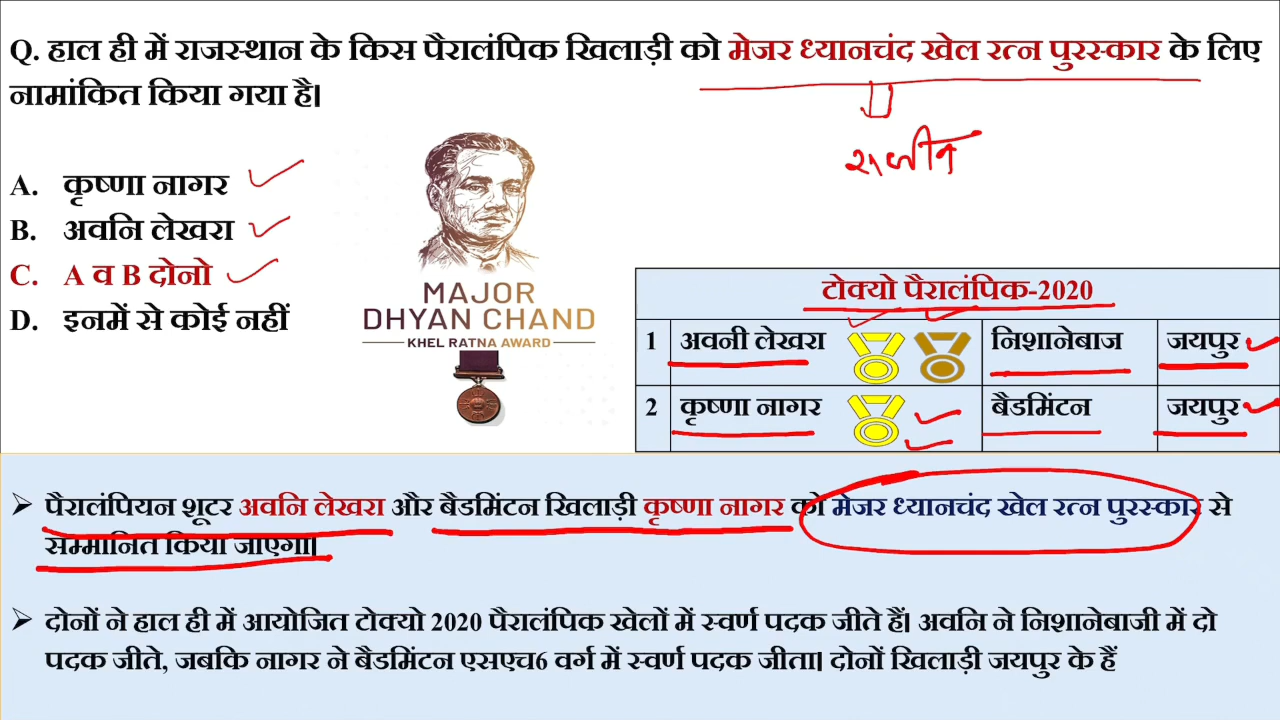 Q. हाल ही में राजस्थान के किस पैरालंपिक खिलाड़ी को मेजर ध्यानचंद खेल रत्न पुरस्कार के लिए
नामांकित किया गया है।
राजीव
A. कृष्णा नागर
B. अवनि लेखरा
C. A व B दोनो
D. इनमें से कोई नहीं
MAJOR
DHYAN CHAND
KHEL RATNA AWARD
टोक्यो पैरालंपिक-2020
1 अवनी लेखरा निशानेबाज जयपुर
2 कृष्णा नागर बैडमिंटन जयपुर
➢ पैरालंपियन शूटर अवनि लेखरा और बैडमिंटन खिलाड़ी कृष्णा नागर को मेजर ध्यानचंद खेल रत्न पुरस्कार से
सम्मानित किया जाएगा।
➢ दोनों ने हाल ही में आयोजित टोक्यो 2020 पैरालंपिक खेलों में स्वर्ण पदक जीते हैं। अवनि ने निशानेबाजी में दो
पदक जीते, जबकि नागर ने बैडमिंटन एसएच6 वर्ग में स्वर्ण पदक जीता। दोनों खिलाड़ी जयपुर के हैं